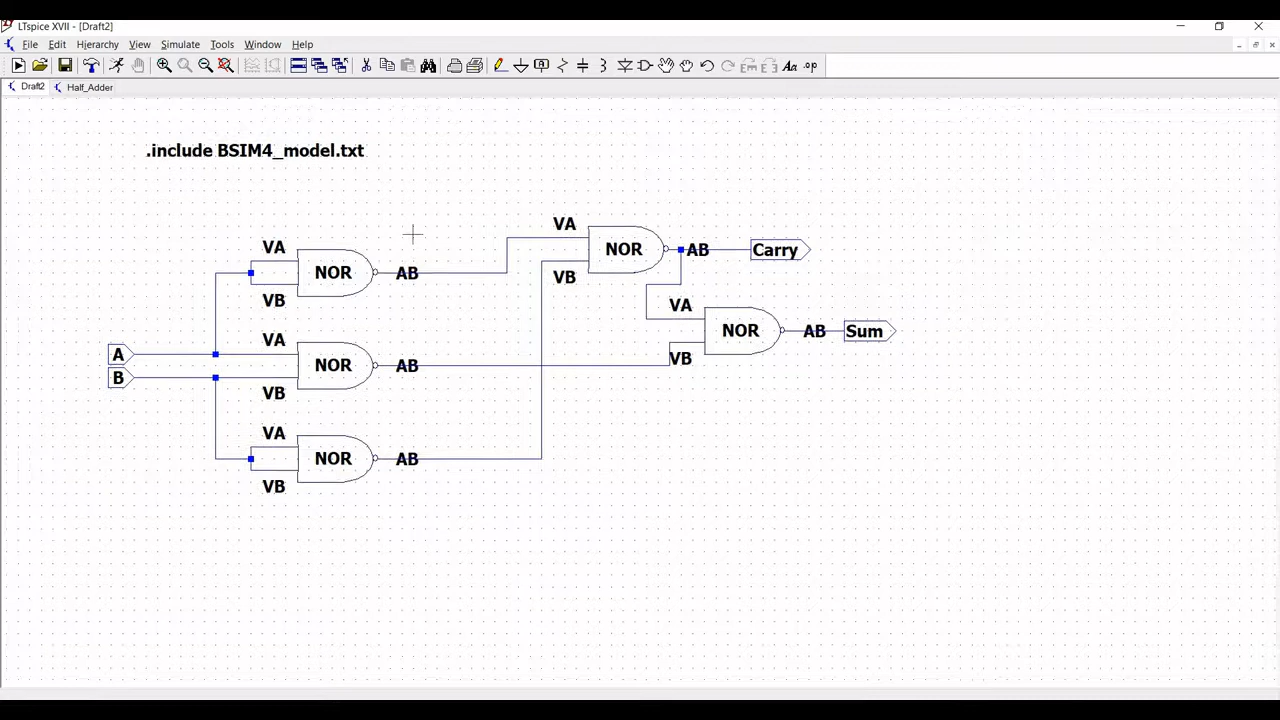 LTspice XVII - [Draft2]
File Edit Hierarchy View Simulate Tools Window Help
Aa .op
Draft2 Half_Adder
.include BSIM4_model.txt
VA
NOR AB
VB
VA
NOR AB Carry
VB
VA
NOR AB Sum
VB
A
B
VA
NOR AB
VB
VA
NOR AB
VB